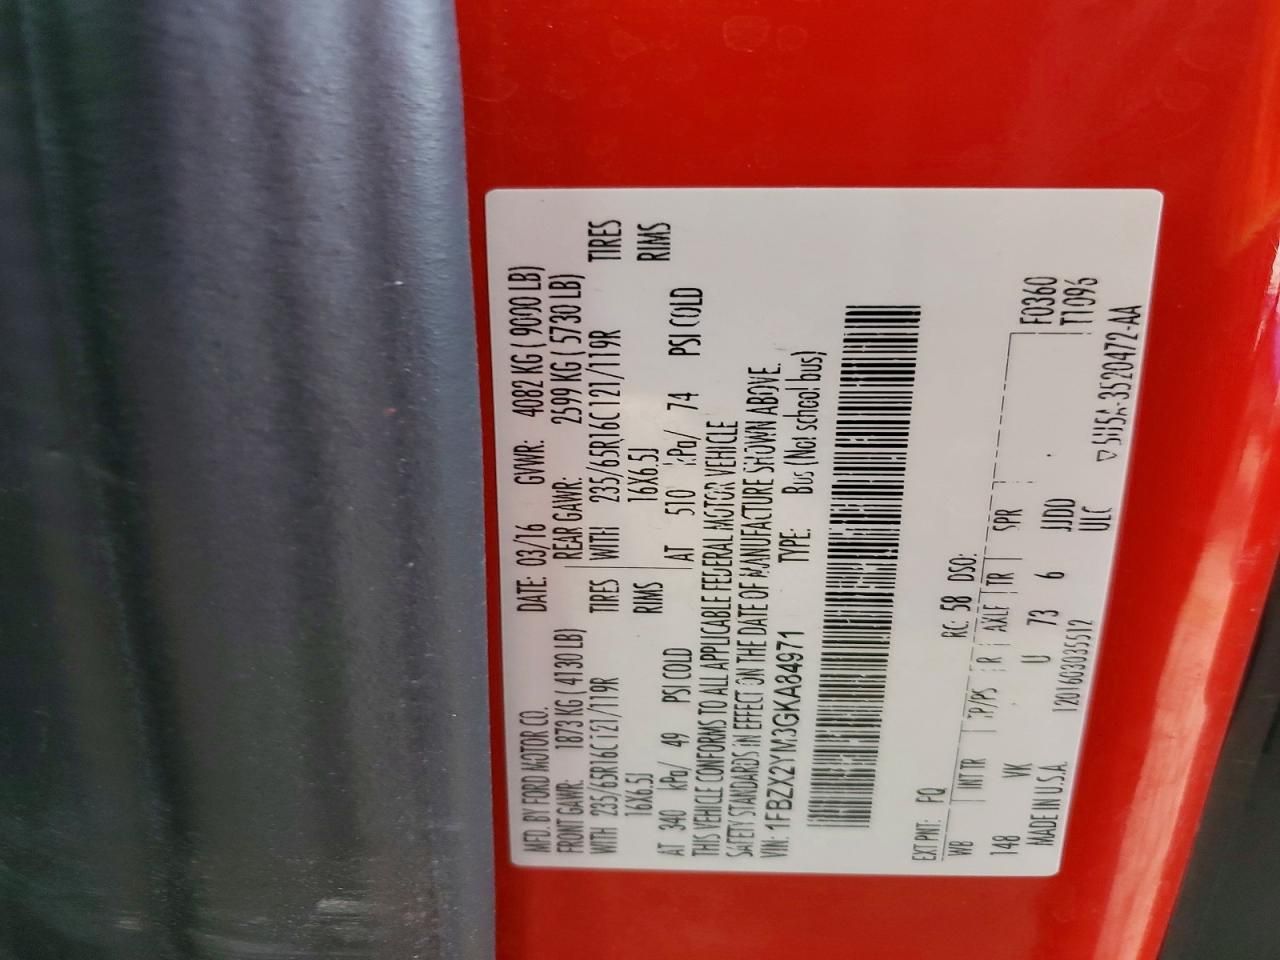 MFD. BY FORD MOTOR CO. DATE: 03/16 GVWR: 4082 KG ( 9000 LB)
FRONT GAWR: 1873 KG ( 4130 LB) REAR GAWR: 2599 KG ( 5730 LB)
WITH 235/65R16C 121/119R TIRES WITH 235/65R16C 121/119R TIRES
16X6.5J RIMS 16X6.5J RIMS
AT 340 kPa/ 49 PSI COLD AT 510 kPa/ 74 PSI COLD
THIS VEHICLE CONFORMS TO ALL APPLICABLE FEDERAL MOTOR VEHICLE
SAFETY STANDARDS IN EFFECT ON THE DATE OF MANUFACTURE SHOWN ABOVE.
VIN: 1FBZX2YM3GKA84971 TYPE: Bus (Not school bus)
EXT PNT: PQ RC: 58 DSO:
WB INT TR TP/PS R AXLE TR SPR F0360
148 VK U 73 6 JJDD T1096
MADE IN U.S.A. 120160303551​2 ULC ▽5USA-3520472-AA